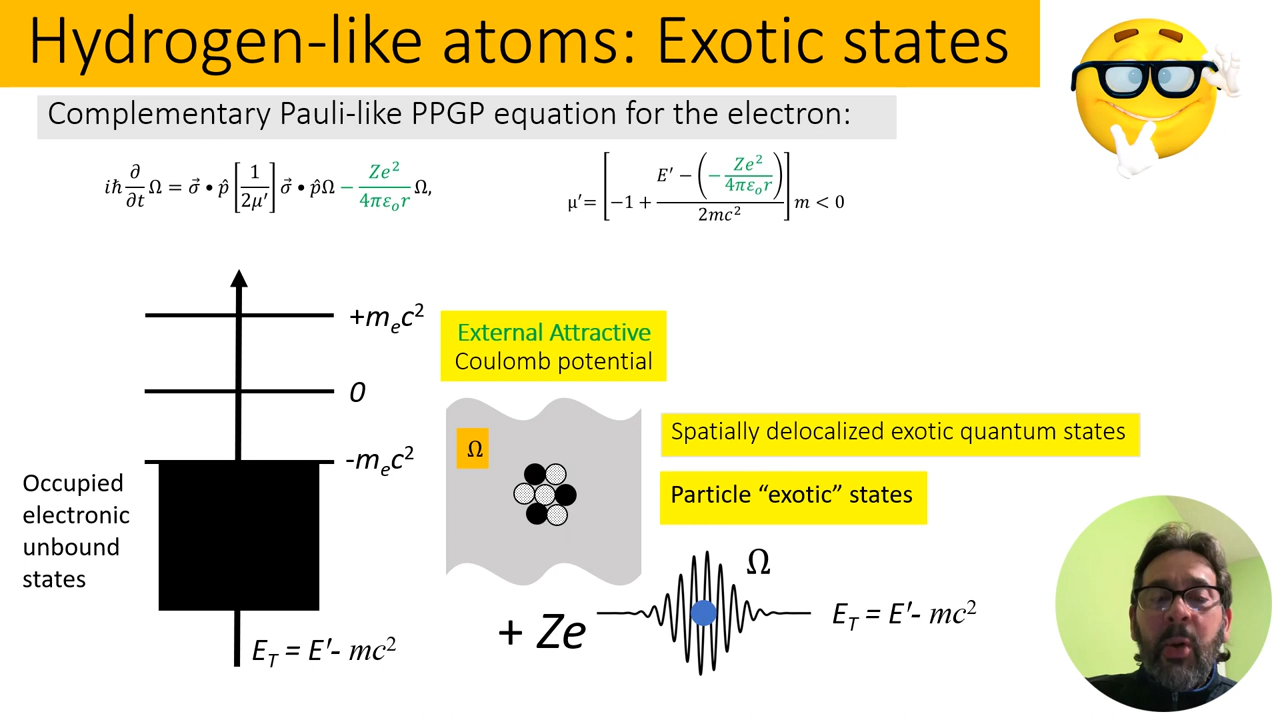 Hydrogen-like atoms: Exotic states
Complementary Pauli-like PPGP equation for the electron:
iħ ∂/∂t Ω = σ⃗ • p̂ [1/2μ′] σ⃗ • p̂Ω − Ze²/4πεₒr Ω,
μ′= [−1 + (E′ − (−Ze²/4πεₒr))/2mc²] m < 0
+mₑc²
0
-mₑc²
Occupied
electronic
unbound
states
E_T = E′- mc²
External Attractive
Coulomb potential
Ω
Spatially delocalized exotic quantum states
Particle “exotic” states
Ω
+ Ze
E_T = E′- mc²